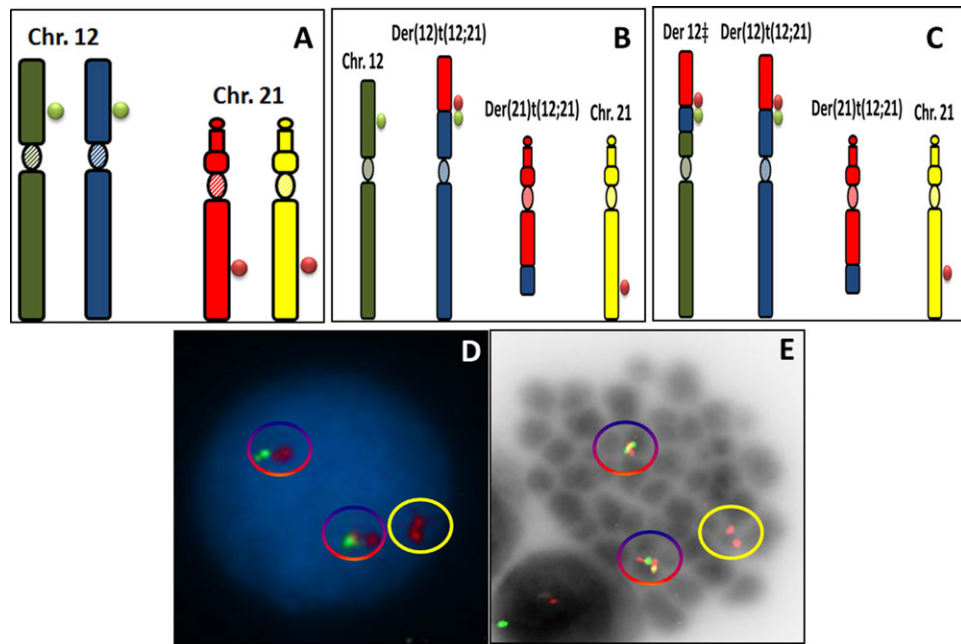 A
Chr. 12
Chr. 21
B
Der(12)t(12;21)
Chr. 12
Der(21)t(12;21)
Chr. 21
C
Der 12‡
Der(12)t(12;21)
Der(21)t(12;21)
Chr. 21
D
E